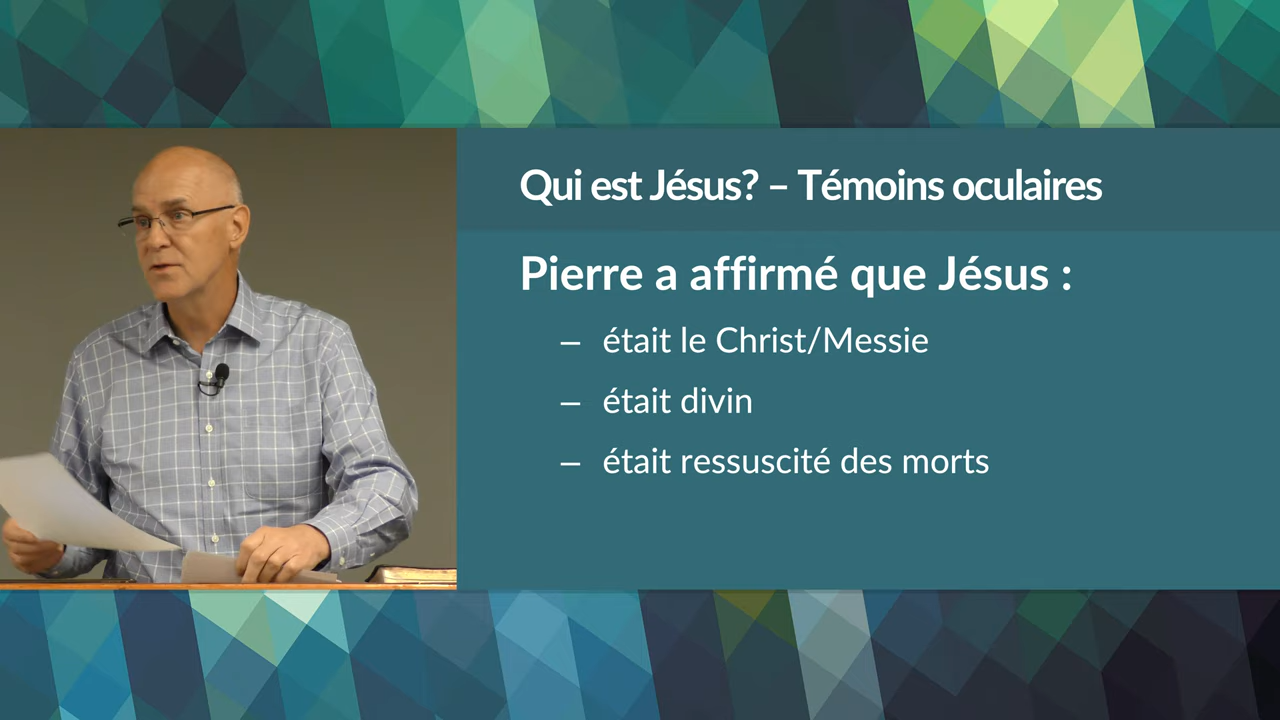 Qui est Jésus? – Témoins oculaires
Pierre a affirmé que Jésus :
– était le Christ/Messie
– était divin
– était ressuscité des morts